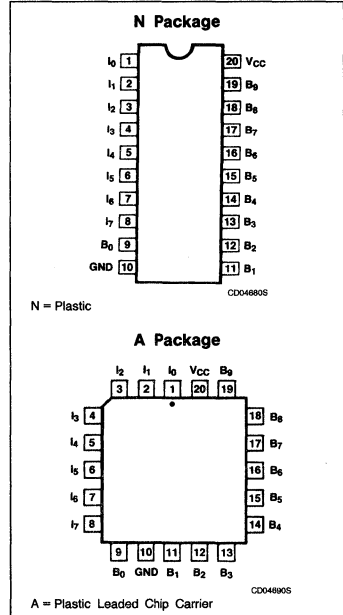 N Package
I₀ 1 20 VCC
I₁ 2 19 B₉
I₂ 3 18 B₈
I₃ 4 17 B₇
I₄ 5 16 B₆
I₅ 6 15 B₅
I₆ 7 14 B₄
I₇ 8 13 B₃
B₀ 9 12 B₂
GND 10 11 B₁
CD04680S
N = Plastic
A Package
I₂ I₁ I₀ VCC B₉
3 2 1 20 19
I₃ 4 18 B₈
I₄ 5 17 B₇
I₅ 6 16 B₆
I₆ 7 15 B₅
I₇ 8 14 B₄
9 10 11 12 13
B₀ GND B₁ B₂ B₃
CD04690S
A = Plastic Leaded Chip Carrier